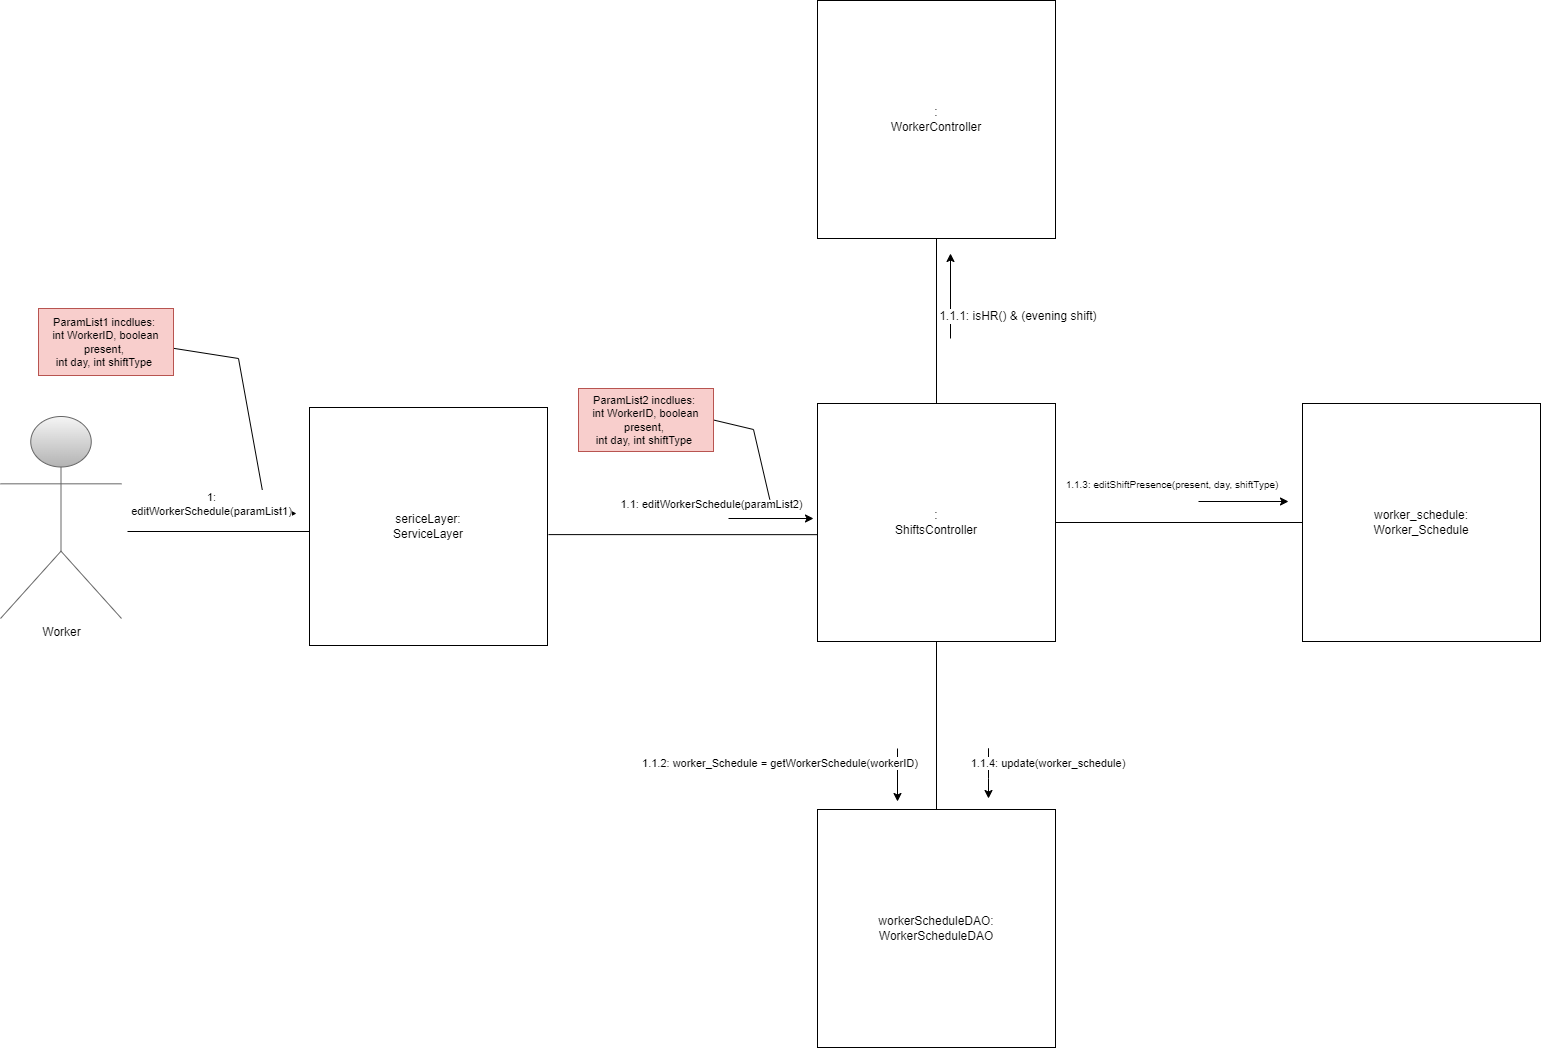 :
WorkerController
1.1.1: isHR() & (evening shift)
ParamList1 incdlues:
int WorkerID, boolean
present,
int day, int shiftType
ParamList2 incdlues:
int WorkerID, boolean
present,
int day, int shiftType
1:
editWorkerSchedule(paramList1)
Worker
sericeLayer:
ServiceLayer
1.1: editWorkerSchedule(paramList2)
:
ShiftsController
1.1.3: editShiftPresence(present, day, shiftType)
worker_schedule:
Worker_Schedule
1.1.2: worker_Schedule = getWorkerSchedule(workerID)
1.1.4: update(worker_schedule)
workerScheduleDAO:
WorkerScheduleDAO